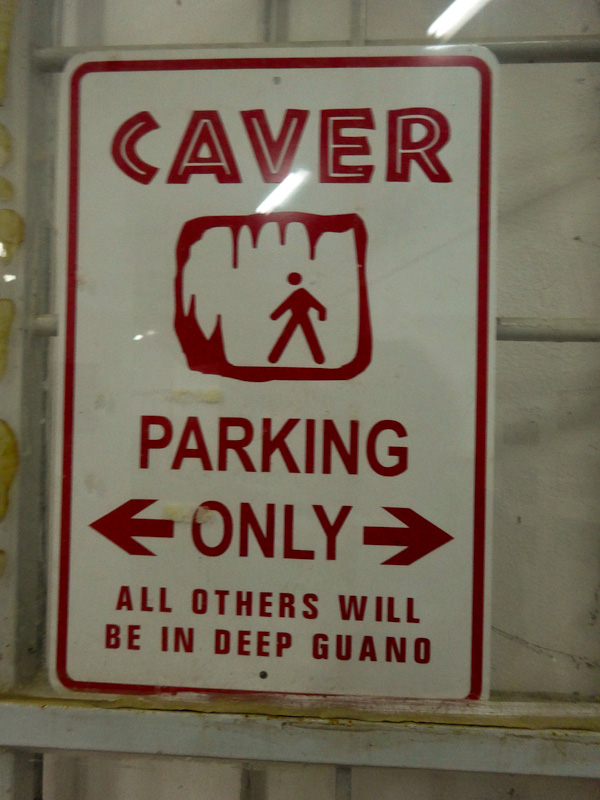 CAVER
PARKING
ONLY
ALL OTHERS WILL
BE IN DEEP GUANO